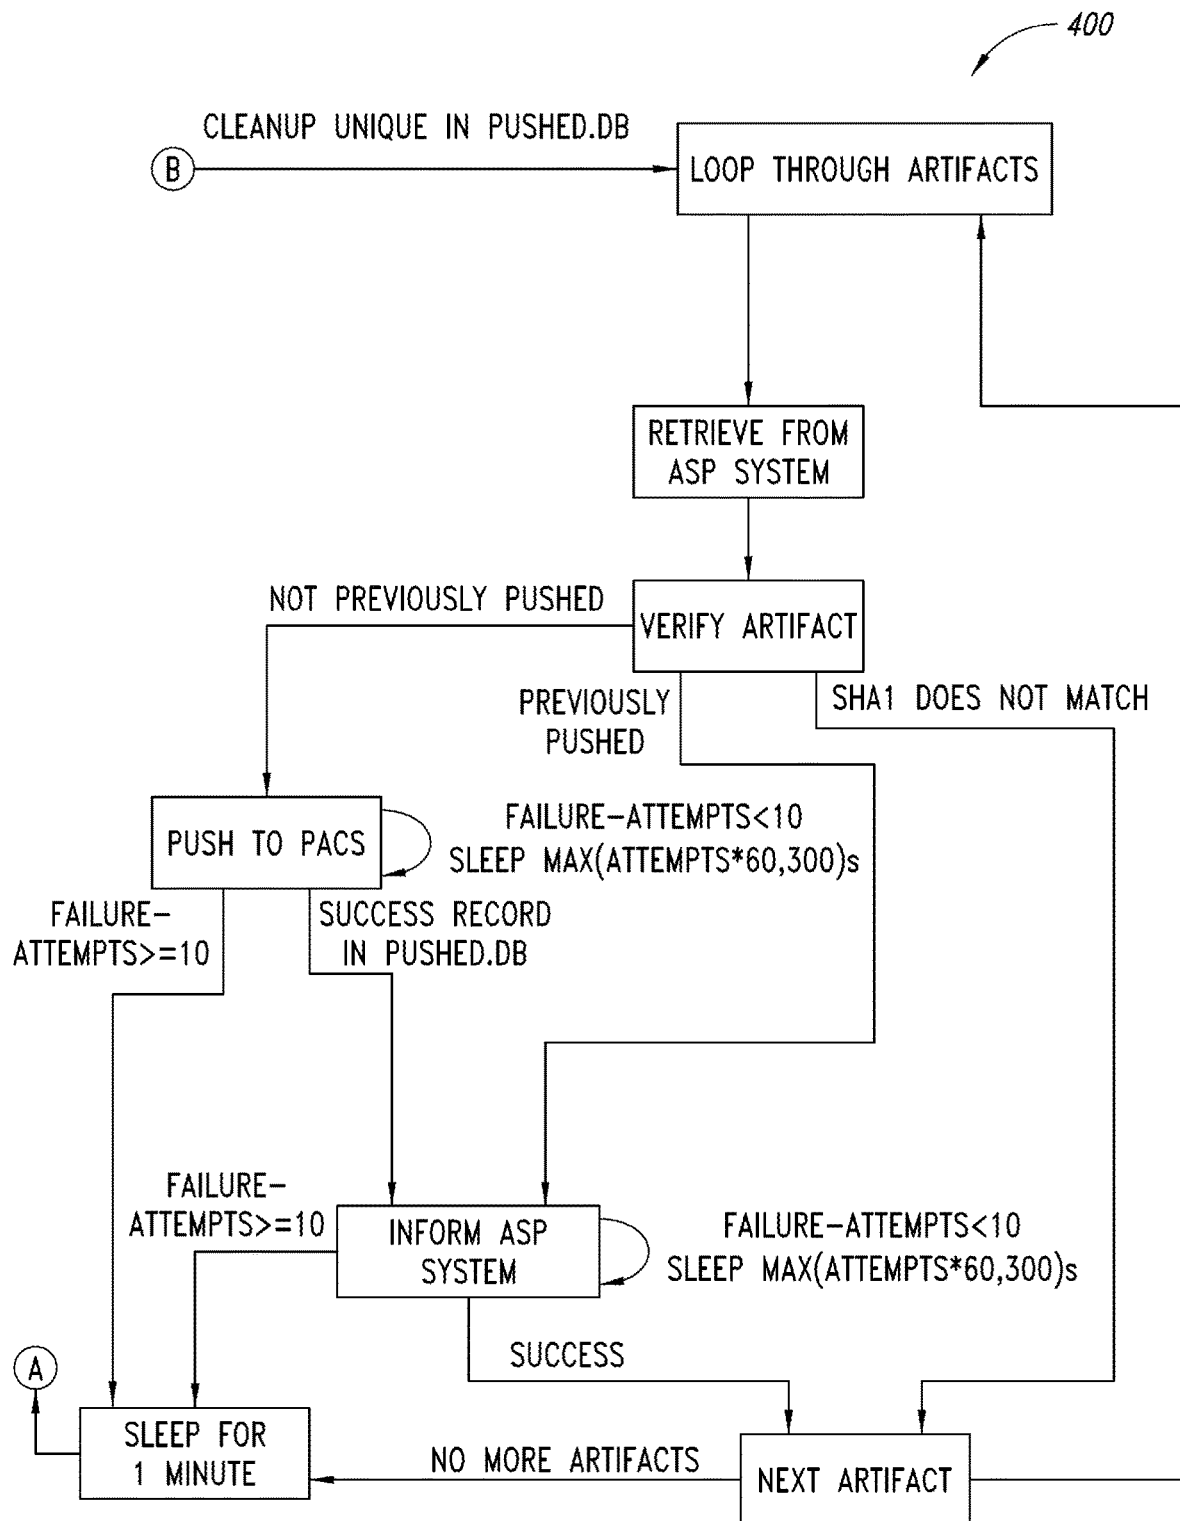 400
CLEANUP UNIQUE IN PUSHED.DB
B
LOOP THROUGH ARTIFACTS
RETRIEVE FROM
ASP SYSTEM
NOT PREVIOUSLY PUSHED
VERIFY ARTIFACT
PREVIOUSLY
PUSHED
SHA1 DOES NOT MATCH
PUSH TO PACS
FAILURE-ATTEMPTS<10
SLEEP MAX(ATTEMPTS*60,300)s
FAILURE-
ATTEMPTS>=10
SUCCESS RECORD
IN PUSHED.DB
FAILURE-
ATTEMPTS>=10
INFORM ASP
SYSTEM
FAILURE-ATTEMPTS<10
SLEEP MAX(ATTEMPTS*60,300)s
SUCCESS
A
SLEEP FOR
1 MINUTE
NO MORE ARTIFACTS
NEXT ARTIFACT